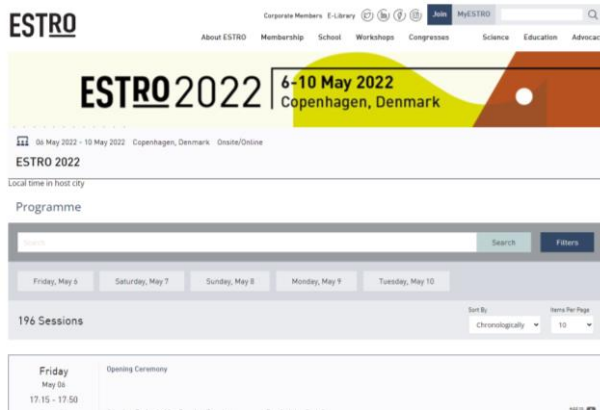 ESTRO
Corporate Members E-Library Join MyESTRO
About ESTRO Membership School Workshops Congresses Science Education Advocac
ESTRO2022 6-10 May 2022
Copenhagen, Denmark
06 May 2022 - 10 May 2022 Copenhagen, Denmark Onsite/Online
ESTRO 2022
Local time in host city
Programme
Search Search Filters
Friday, May 6 Saturday, May 7 Sunday, May 8 Monday, May 9 Tuesday, May 10
Sort By Items Per Page
196 Sessions Chronologically 10
Friday Opening Ceremony
May 06
17:15 - 17:50